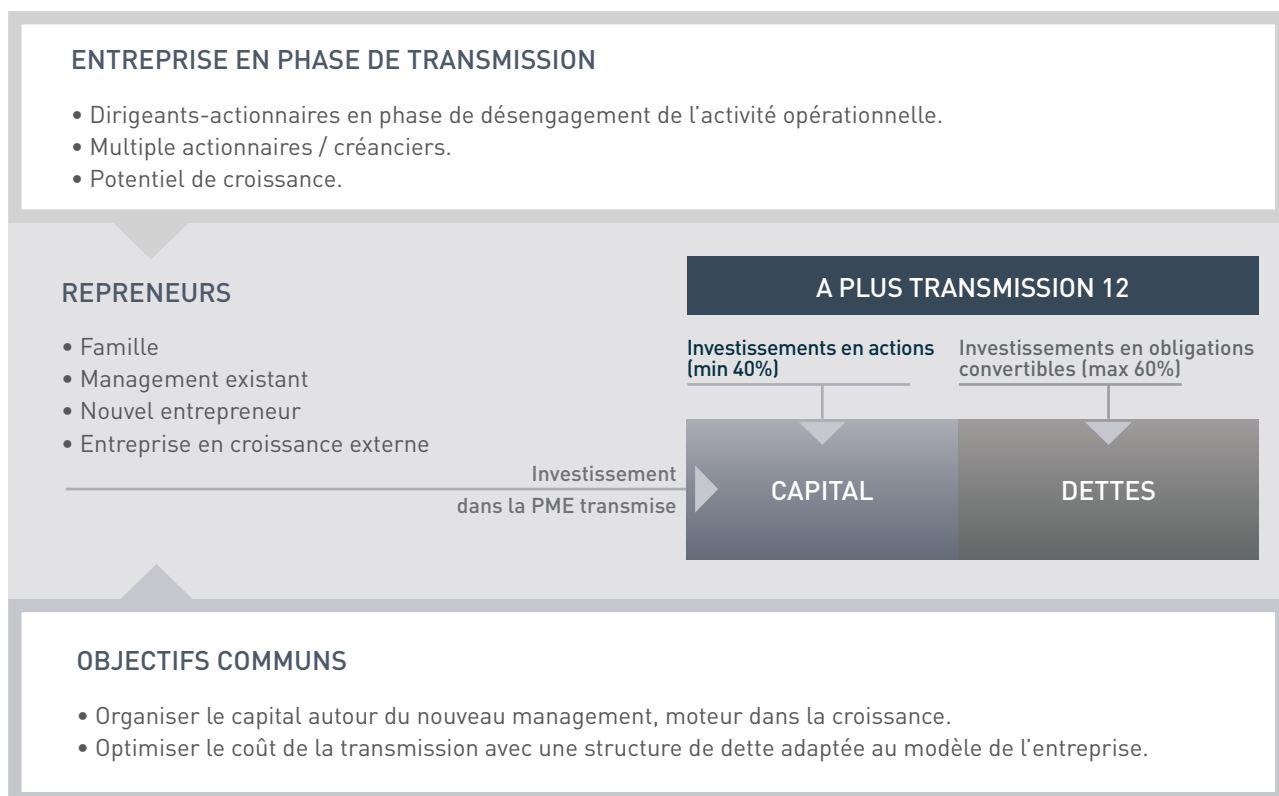 ENTREPRISE EN PHASE DE TRANSMISSION
• Dirigeants-actionnaires en phase de désengagement de l’activité opérationnelle.
• Multiple actionnaires / créanciers.
• Potentiel de croissance.
REPRENEURS
• Famille
• Management existant
• Nouvel entrepreneur
• Entreprise en croissance externe
Investissement
dans la PME transmise
A PLUS TRANSMISSION 12
Investissements en actions
(min 40%)
Investissements en obligations
convertibles (max 60%)
CAPITAL
DETTES
OBJECTIFS COMMUNS
• Organiser le capital autour du nouveau management, moteur dans la croissance.
• Optimiser le coût de la transmission avec une structure de dette adaptée au modèle de l’entreprise.